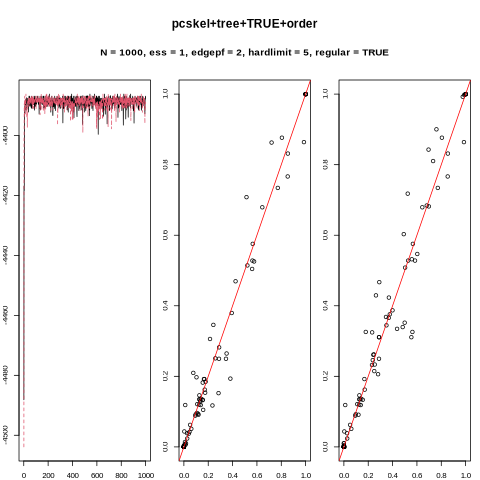 pcskel+tree+TRUE+order
N = 1000, ess = 1, edgepf = 2, hardlimit = 5, regular = TRUE
-4500 -4480 -4460 -4440 -4420 -4400
0 200 400 600 800 1000
0.0 0.2 0.4 0.6 0.8 1.0
0.0 0.2 0.4 0.6 0.8 1.0
0.0 0.2 0.4 0.6 0.8 1.0
0.0 0.2 0.4 0.6 0.8 1.0